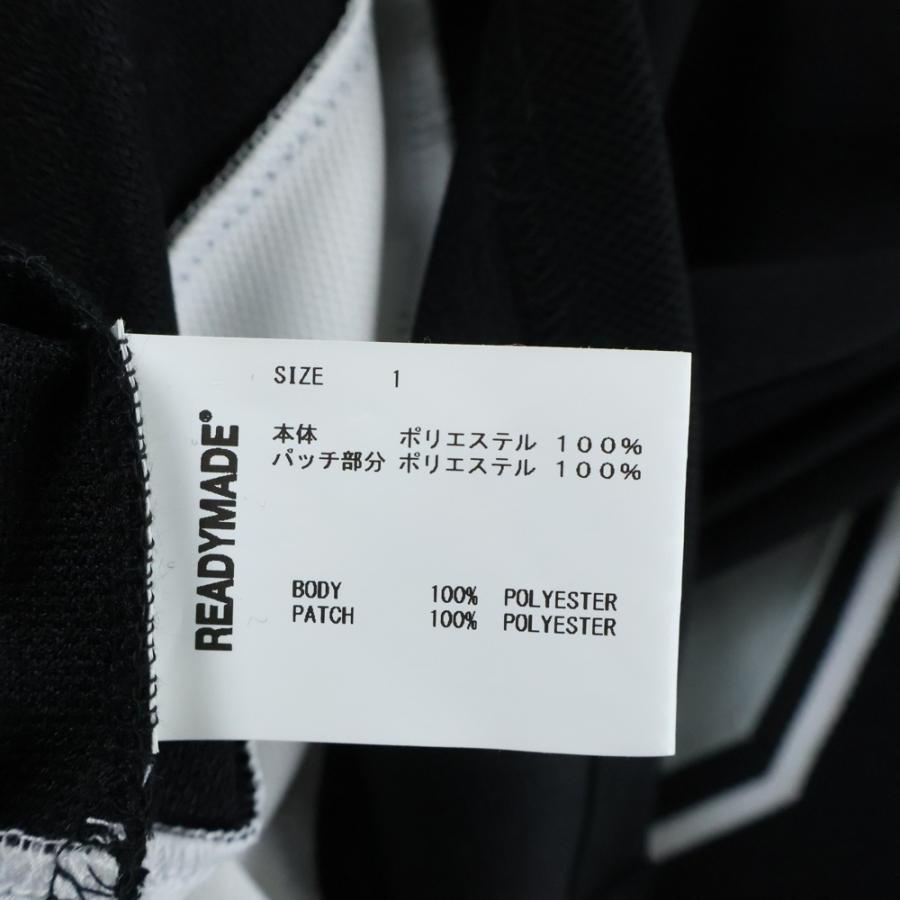 READYMADE®
SIZE 1
本体 ポリエステル 100%
パッチ部分 ポリエステル 100%
BODY 100% POLYESTER
PATCH 100% POLYESTER